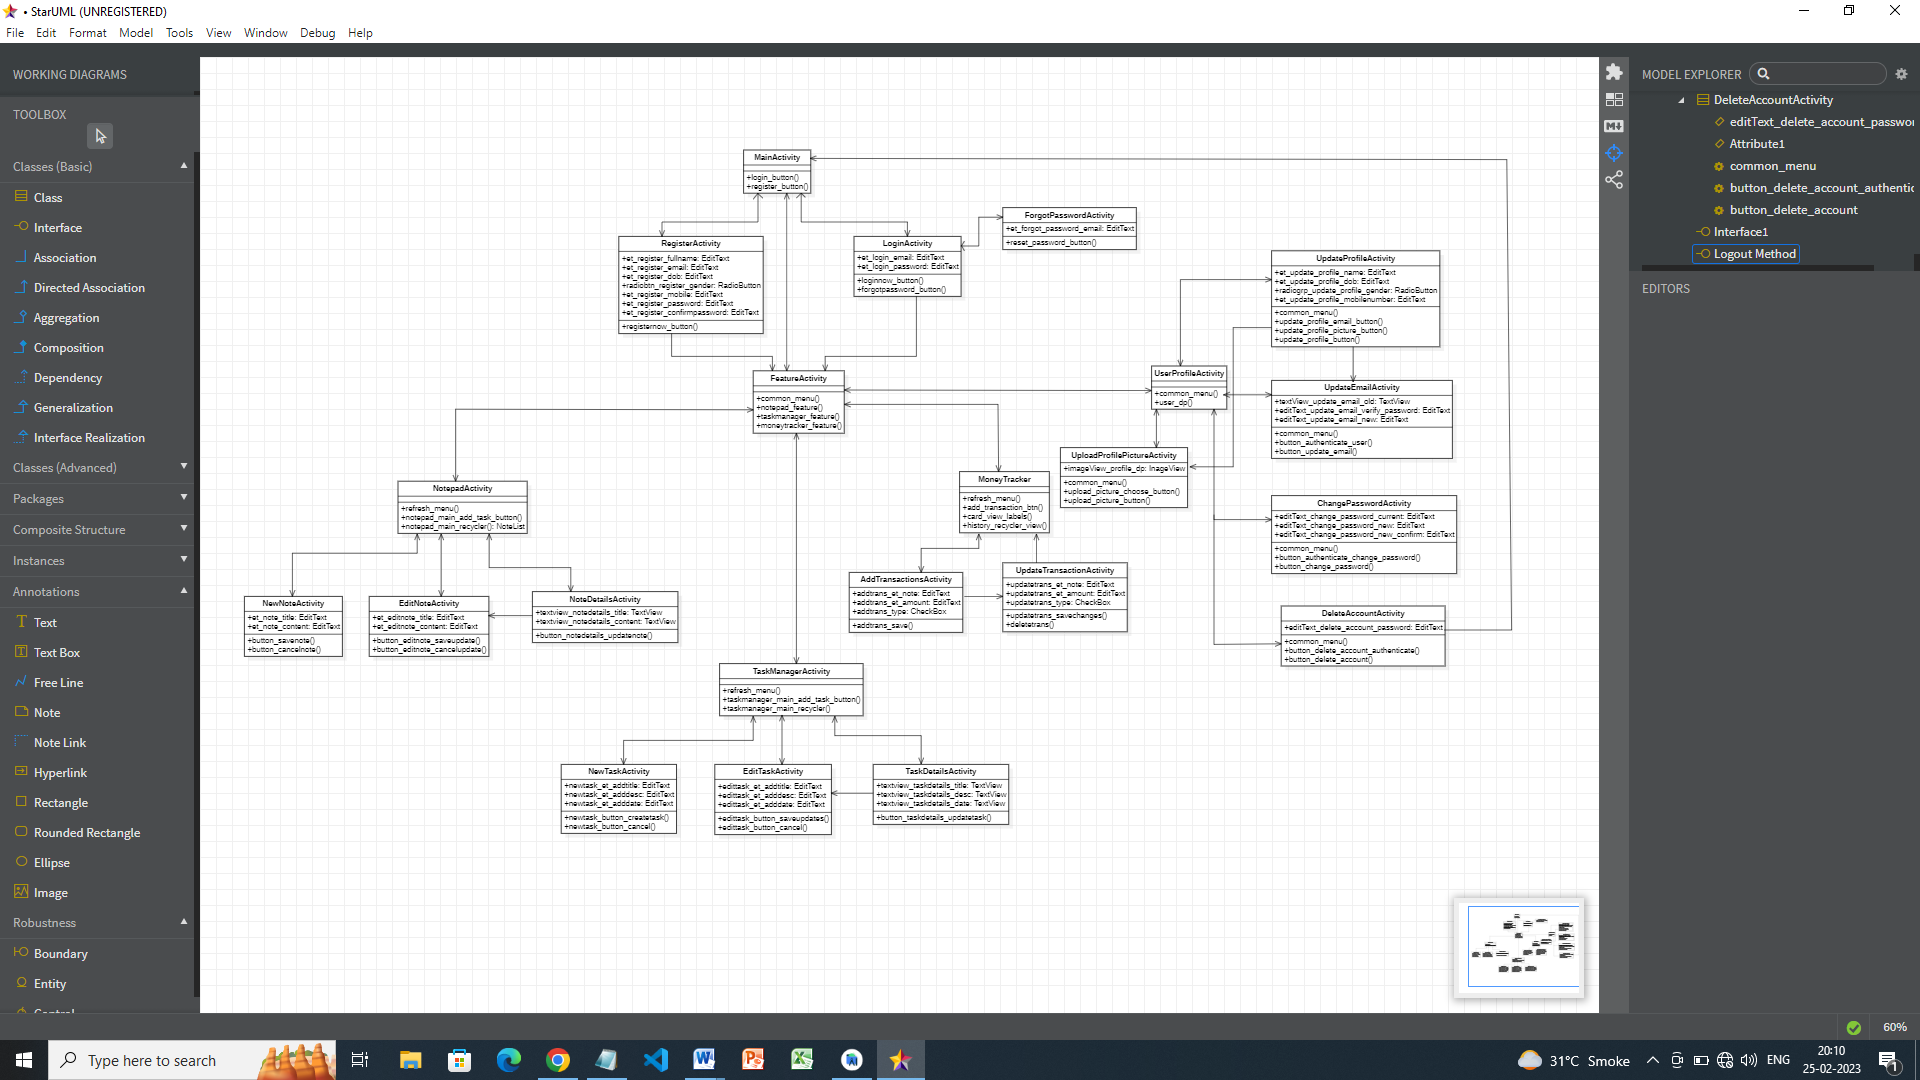 • StarUML (UNREGISTERED)
File Edit Format Model Tools View Window Debug Help
WORKING DIAGRAMS
TOOLBOX
Classes (Basic)
Class
Interface
Association
Directed Association
Aggregation
Composition
Dependency
Generalization
Interface Realization
Classes (Advanced)
Packages
Composite Structure
Instances
Annotations
Text
Text Box
Free Line
Note
Note Link
Hyperlink
Rectangle
Rounded Rectangle
Ellipse
Image
Robustness
Boundary
Entity
MainActivity
+login_button()
+register_button()
RegisterActivity
+et_register_fullname: EditText
+et_register_email: EditText
+et_register_dob: EditText
+radiobtn_register_gender: RadioButton
+et_register_mobile: EditText
+et_register_password: EditText
+et_register_confirmpassword: EditText
+registernow_button()
LoginActivity
+et_login_email: EditText
+et_login_password: EditText
+loginnow_button()
+forgotpassword_button()
ForgotPasswordActivity
+et_forgot_password_email: EditText
+reset_password_button()
UpdateProfileActivity
+et_update_profile_name: EditText
+et_update_profile_dob: EditText
+radiogrp_update_profile_gender: RadioButton
+et_update_profile_mobilenumber: EditText
+common_menu()
+update_profile_email_button()
+update_profile_picture_button()
+update_profile_button()
FeatureActivity
+common_menu()
+notepad_feature()
+taskmanager_feature()
+moneytracker_feature()
UserProfileActivity
+common_menu()
+user_dp()
UpdateEmailActivity
+textView_update_email_old: TextView
+editText_update_email_verify_password: EditText
+editText_update_email_new: EditText
+common_menu()
+button_authenticate_user()
+button_update_email()
UploadProfilePictureActivity
+imageView_profile_dp: InageView
+common_menu()
+upload_picture_choose_button()
+upload_picture_button()
NotepadActivity
+refresh_menu()
+notepad_main_add_task_button()
+notepad_main_recycler(): NoteList
MoneyTracker
+refresh_menu()
+add_transaction_btn()
+card_view_labels()
+history_recycler_view()
ChangePasswordActivity
+editText_change_password_current: EditText
+editText_change_password_new: EditText
+editText_change_password_new_confirm: EditText
+common_menu()
+button_authenticate_change_password()
+button_change_password()
NewNoteActivity
+et_note_title: EditText
+et_note_content: EditText
+button_savenote()
+button_cancelnote()
EditNoteActivity
+et_editnote_title: EditText
+et_editnote_content: EditText
+button_editnote_saveupdate()
+button_editnote_cancelupdate()
NoteDetailsActivity
+textview_notedetails_title: TextView
+textview_notedetails_content: TextView
+button_notedetails_updatenote()
AddTransactionsActivity
+addtrans_et_note: EditText
+addtrans_et_amount: EditText
+addtrans_type: CheckBox
+addtrans_save()
UpdateTransactionActivity
+updatetrans_et_note: EditText
+updatetrans_et_amount: EditText
+updatetrans_type: CheckBox
+updatetrans_savechanges()
+deletetrans()
DeleteAccountActivity
+editText_delete_account_password: EditText
+common_menu()
+button_delete_account_authenticate()
+button_delete_account()
TaskManagerActivity
+refresh_menu()
+taskmanager_main_add_task_button()
+taskmanager_main_recycler()
NewTaskActivity
+newtask_et_addtitle: EditText
+newtask_et_adddesc: EditText
+newtask_et_adddate: EditText
+newtask_button_createtask()
+newtask_button_cancel()
EditTaskActivity
+edittask_et_addtitle: EditText
+edittask_et_adddesc: EditText
+edittask_et_adddate: EditText
+edittask_button_saveupdates()
+edittask_button_cancel()
TaskDetailsActivity
+textview_taskdetails_title: TextView
+textview_taskdetails_desc: TextView
+textview_taskdetails_date: TextView
+button_taskdetails_updatetask()
MODEL EXPLORER
DeleteAccountActivity
editText_delete_account_passwor
Attribute1
common_menu
button_delete_account_authentic
button_delete_account
Interface1
Logout Method
EDITORS
60%
Type here to search
31°C Smoke
ENG
20:10
25-02-2023
1